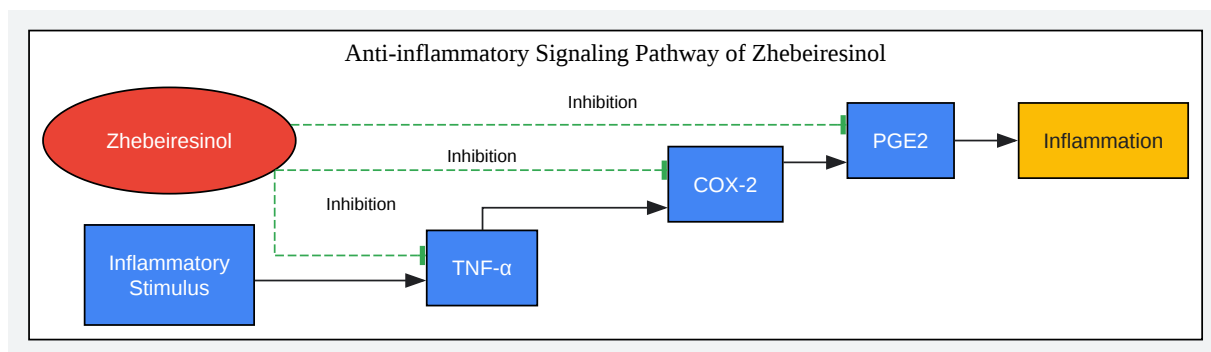 Anti-inflammatory Signaling Pathway of Zhebeiresinol
Inhibition
Zhebeiresinol
PGE2
Inflammation
Inhibition
COX-2
Inhibition
Inflammatory
Stimulus
TNF-α